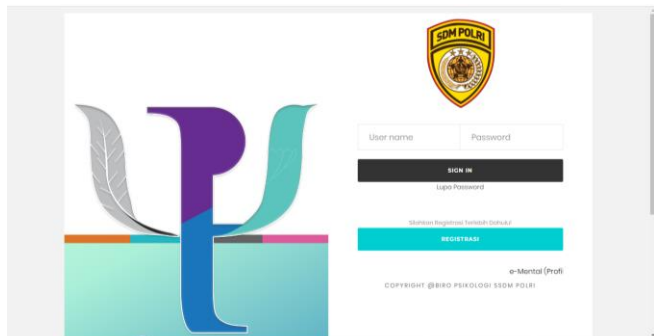 SDM POLRI
User name Password
SIGN IN
Lupa Password
Silahkan Registrasi Terlebih Dahulu!
REGISTRASI
e-Mental (Profi
COPYRIGHT @BIRO PSIKOLOGI SSDM POLRI